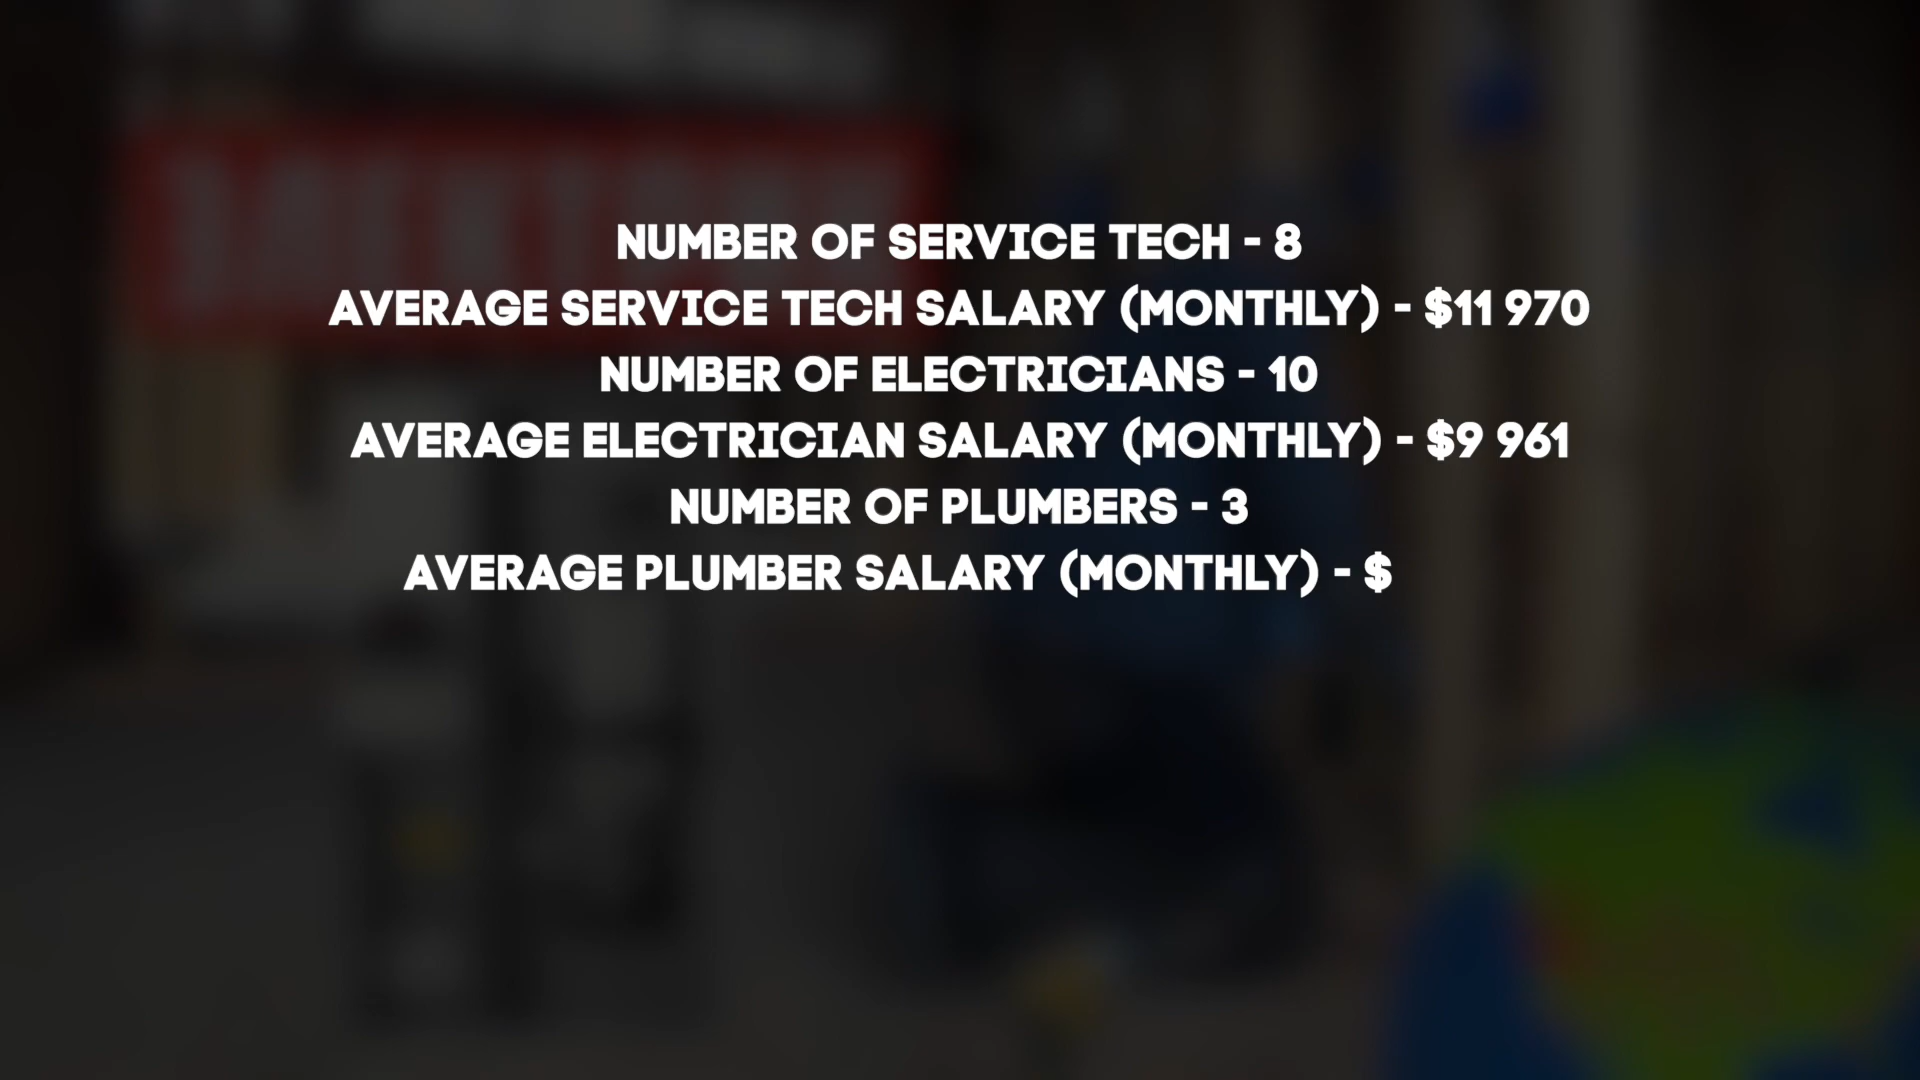 NUMBER OF SERVICE TECH - 8
AVERAGE SERVICE TECH SALARY (MONTHLY) - $11 970
NUMBER OF ELECTRICIANS - 10
AVERAGE ELECTRICIAN SALARY (MONTHLY) - $9 961
NUMBER OF PLUMBERS - 3
AVERAGE PLUMBER SALARY (MONTHLY) - $